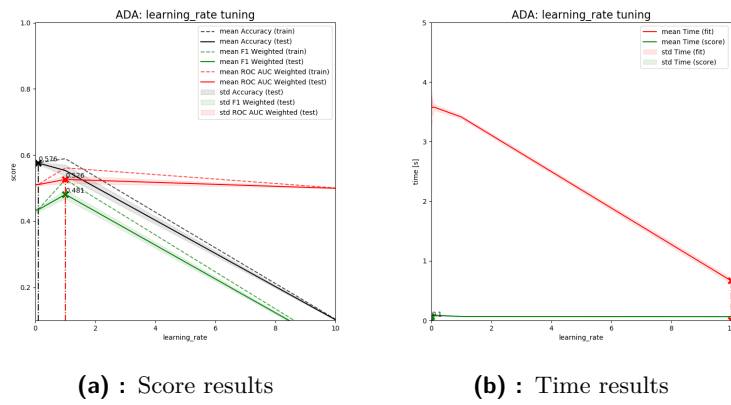 ADA: learning_rate tuning
1.0
0.8
0.6
0.4
0.2
score
mean Accuracy (train)
mean Accuracy (test)
mean F1 Weighted (train)
mean F1 Weighted (test)
mean ROC AUC Weighted (train)
mean ROC AUC Weighted (test)
std Accuracy (test)
std F1 Weighted (test)
std ROC AUC Weighted (test)
0.576
0.526
0.481
0 2 4 6 8 10
learning_rate
(a) : Score results
ADA: learning_rate tuning
5
4
3
2
1
0
time [s]
mean Time (fit)
mean Time (score)
std Time (fit)
std Time (score)
0 2 4 6 8
learning_rate
(b) : Time results